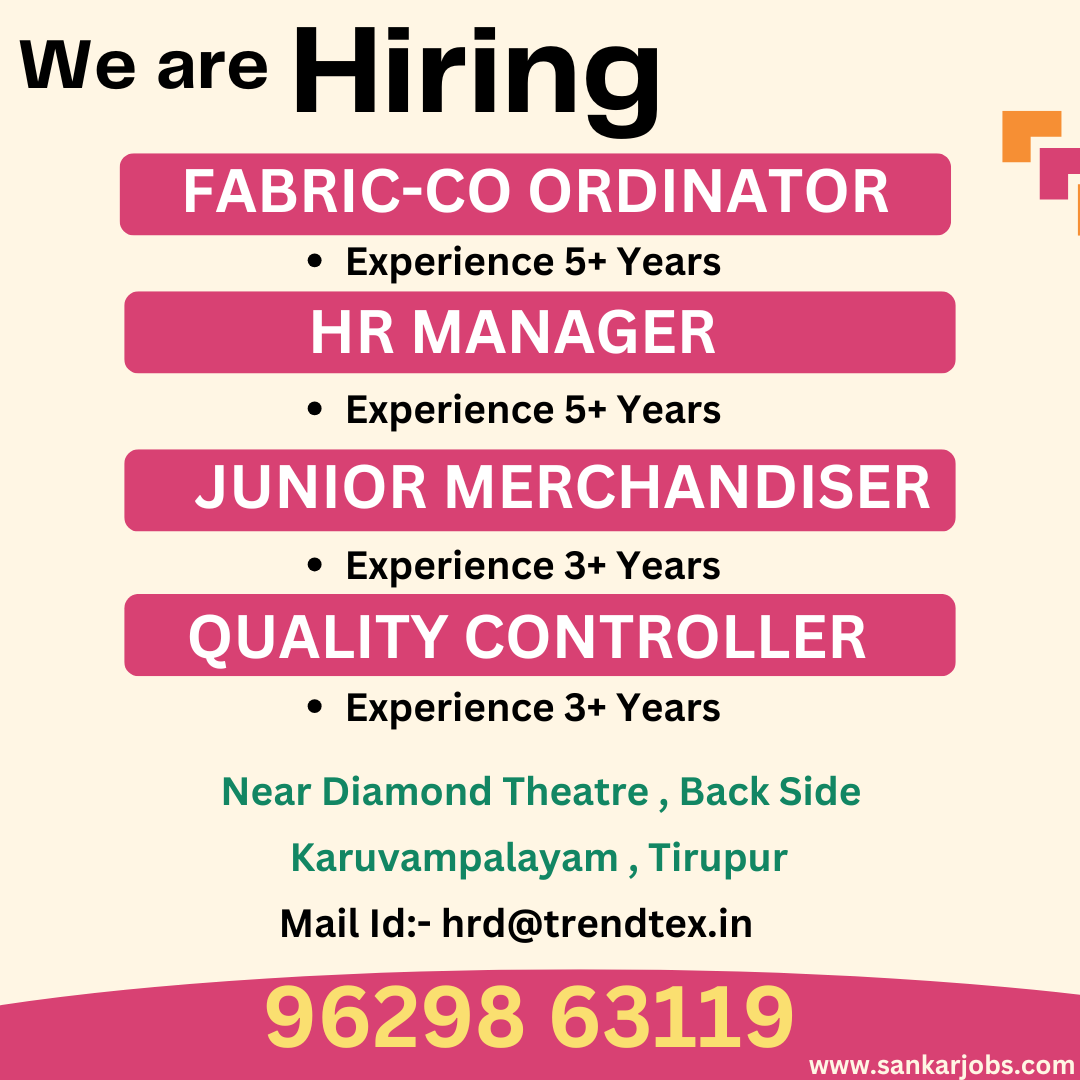 We are Hiring
FABRIC-CO ORDINATOR
• Experience 5+ Years
HR MANAGER
• Experience 5+ Years
JUNIOR MERCHANDISER
• Experience 3+ Years
QUALITY CONTROLLER
• Experience 3+ Years
Near Diamond Theatre , Back Side
Karuvampalayam , Tirupur
Mail Id:- hrd@trendtex.in
96298 63119
www.sankarjobs.com